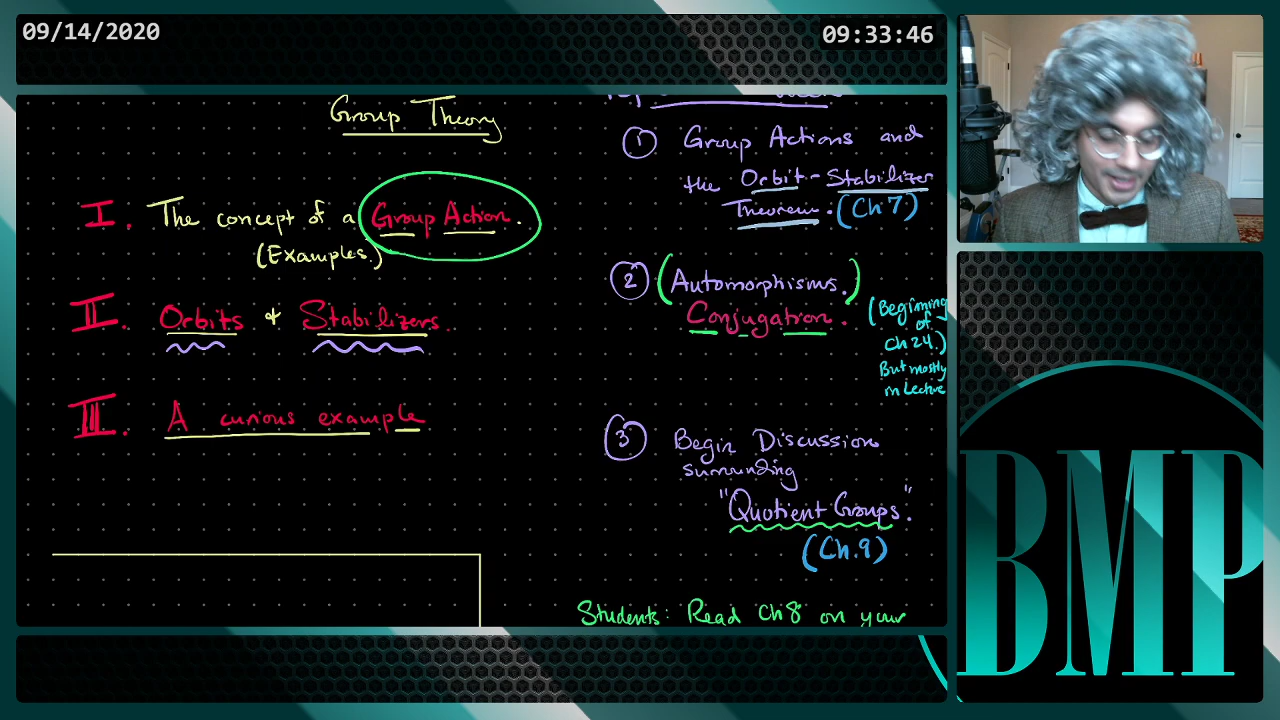 09/14/2020
09:33:46
Group Theory
I. The concept of a Group Action.
(Examples.)
II. Orbits & Stabilizers.
III. A curious example
① Group Actions and
the Orbit-Stabilizer
Theorem. (Ch 7)
② (Automorphisms.)
Conjugation.
(Beginning
of
Ch 24.)
But mostly
in Lecture
③ Begin Discussion
surrounding
"Quotient Groups".
(Ch.9)
Students: Read Ch 8 on your
BMP